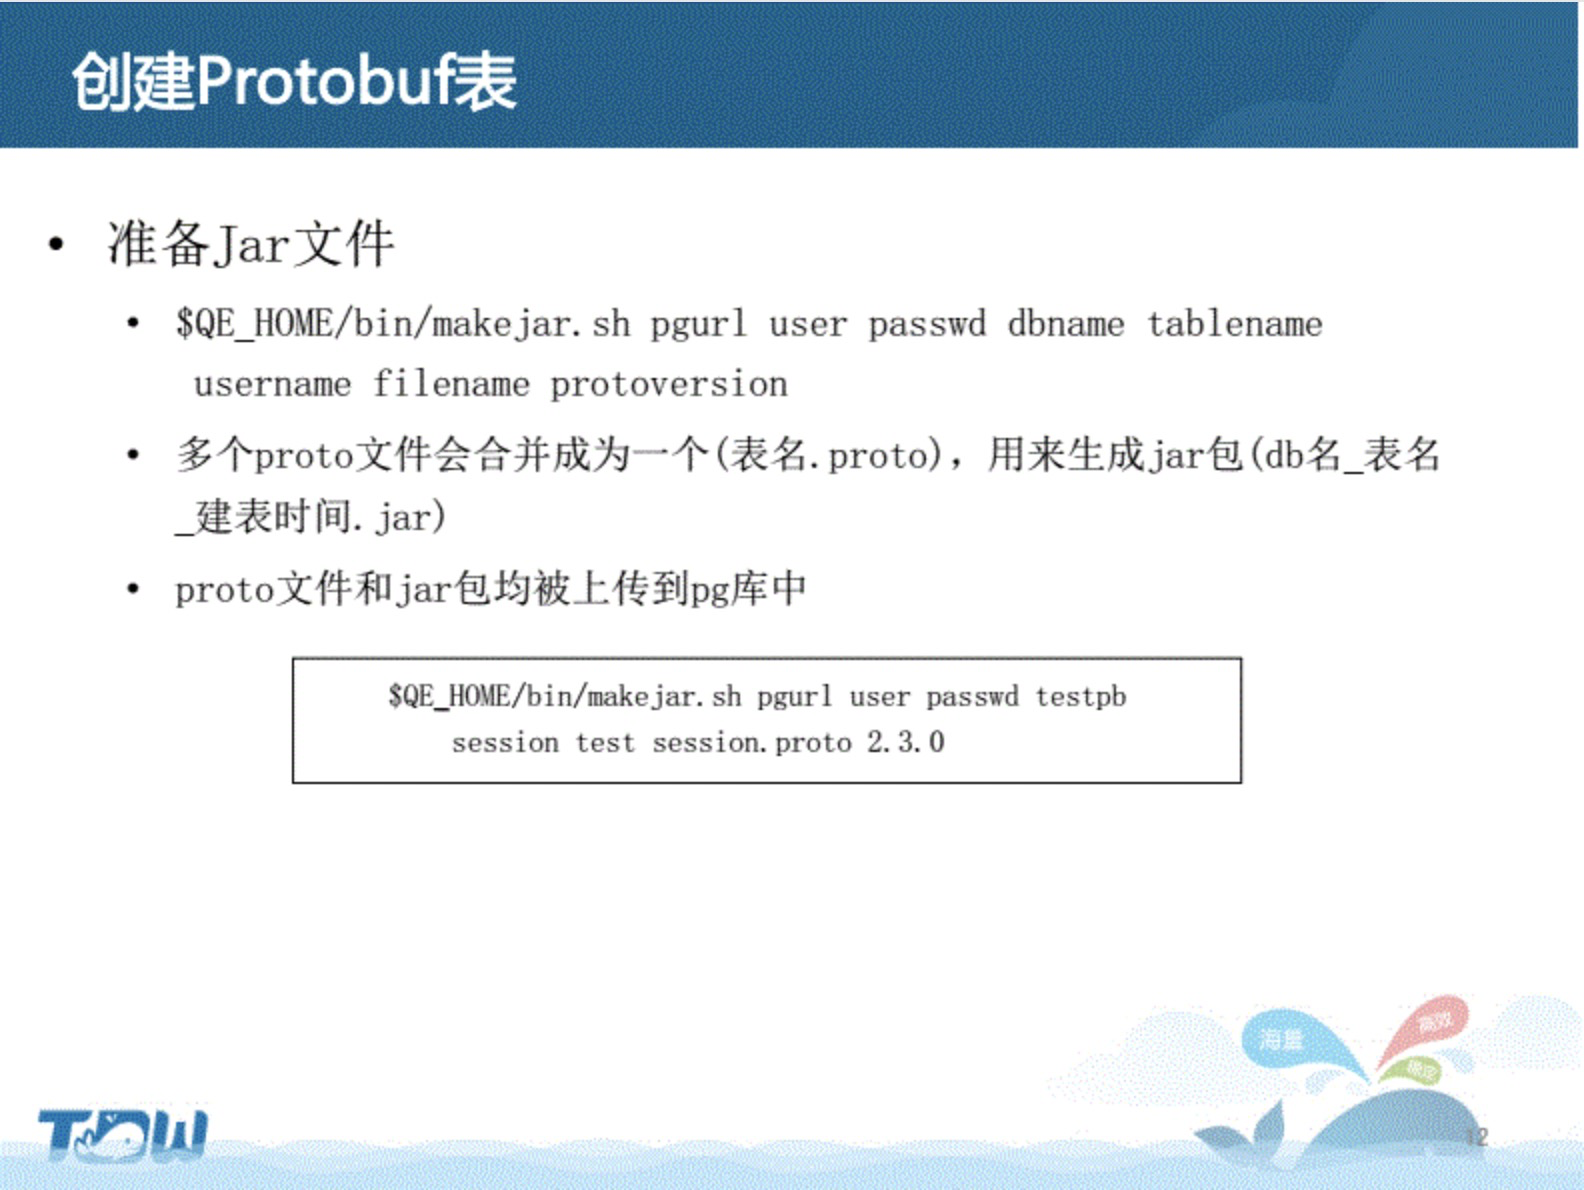 创建Protobuf表
• 准备Jar文件
• $QE_HOME/bin/makejar.sh pgurl user passwd dbname tablename
username filename protoversion
• 多个proto文件会合并成为一个(表名.proto)，用来生成jar包(db名_表名
_建表时间.jar)
• proto文件和jar包均被上传到pg库中
$QE_HOME/bin/makejar.sh pgurl user passwd testpb
session test session.proto 2.3.0
海量
高效
TDW
12